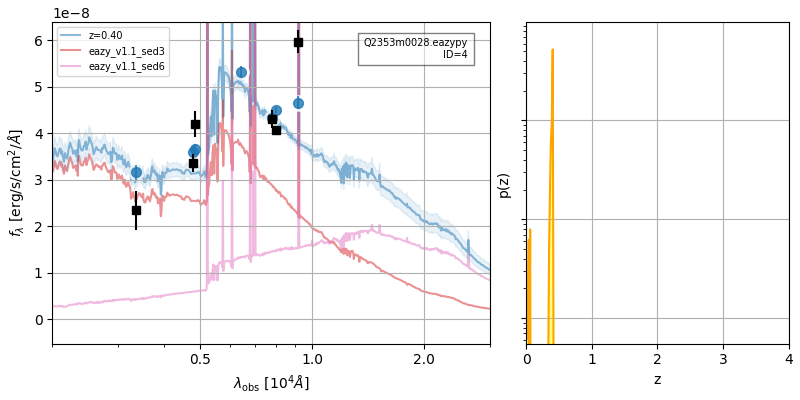 1e−8
z=0.40
eazy_v1.1_sed3
eazy_v1.1_sed6
Q2353m0028:eazypy
ID=4
6
5
4
3
2
1
0
f_λ [erg/s/cm²/Å]
0.5 1.0 2.0
λ_obs [10⁴Å]
p(z)
0 1 2 3 4
z